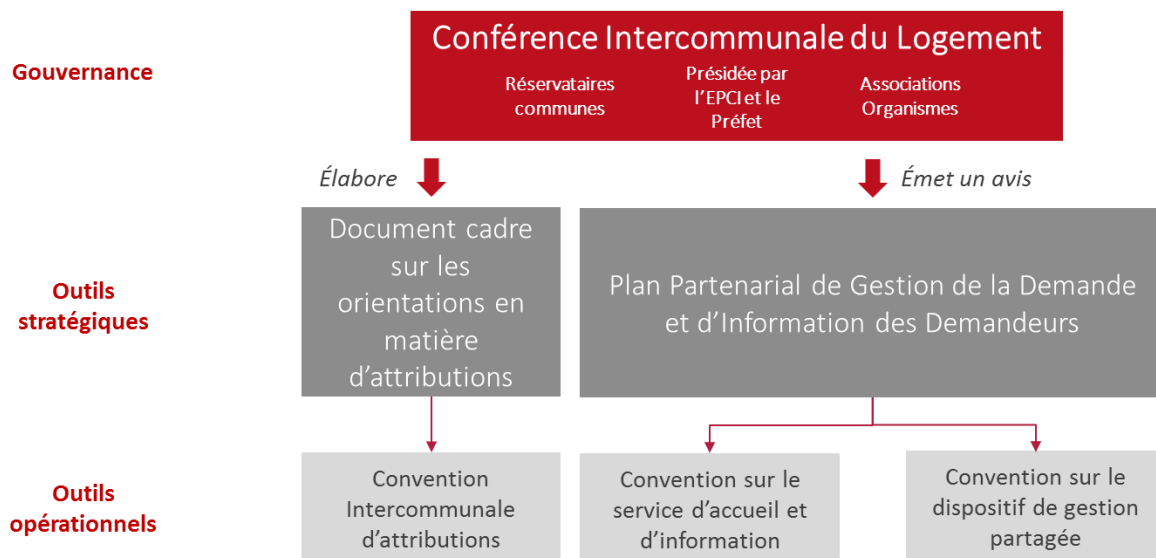 Conférence Intercommunale du Logement
Gouvernance
Réservataires
communes
Présidée par
l'EPCI et le
Préfet
Associations
Organismes
Élabore
Émet un avis
Outils
stratégiques
Document cadre
sur les
orientations en
matière
d'attributions
Plan Partenarial de Gestion de la Demande
et d'Information des Demandeurs
Outils
opérationnels
Convention
Intercommunale
d'attributions
Convention sur le
service d'accueil et
d'information
Convention sur le
dispositif de gestion
partagée